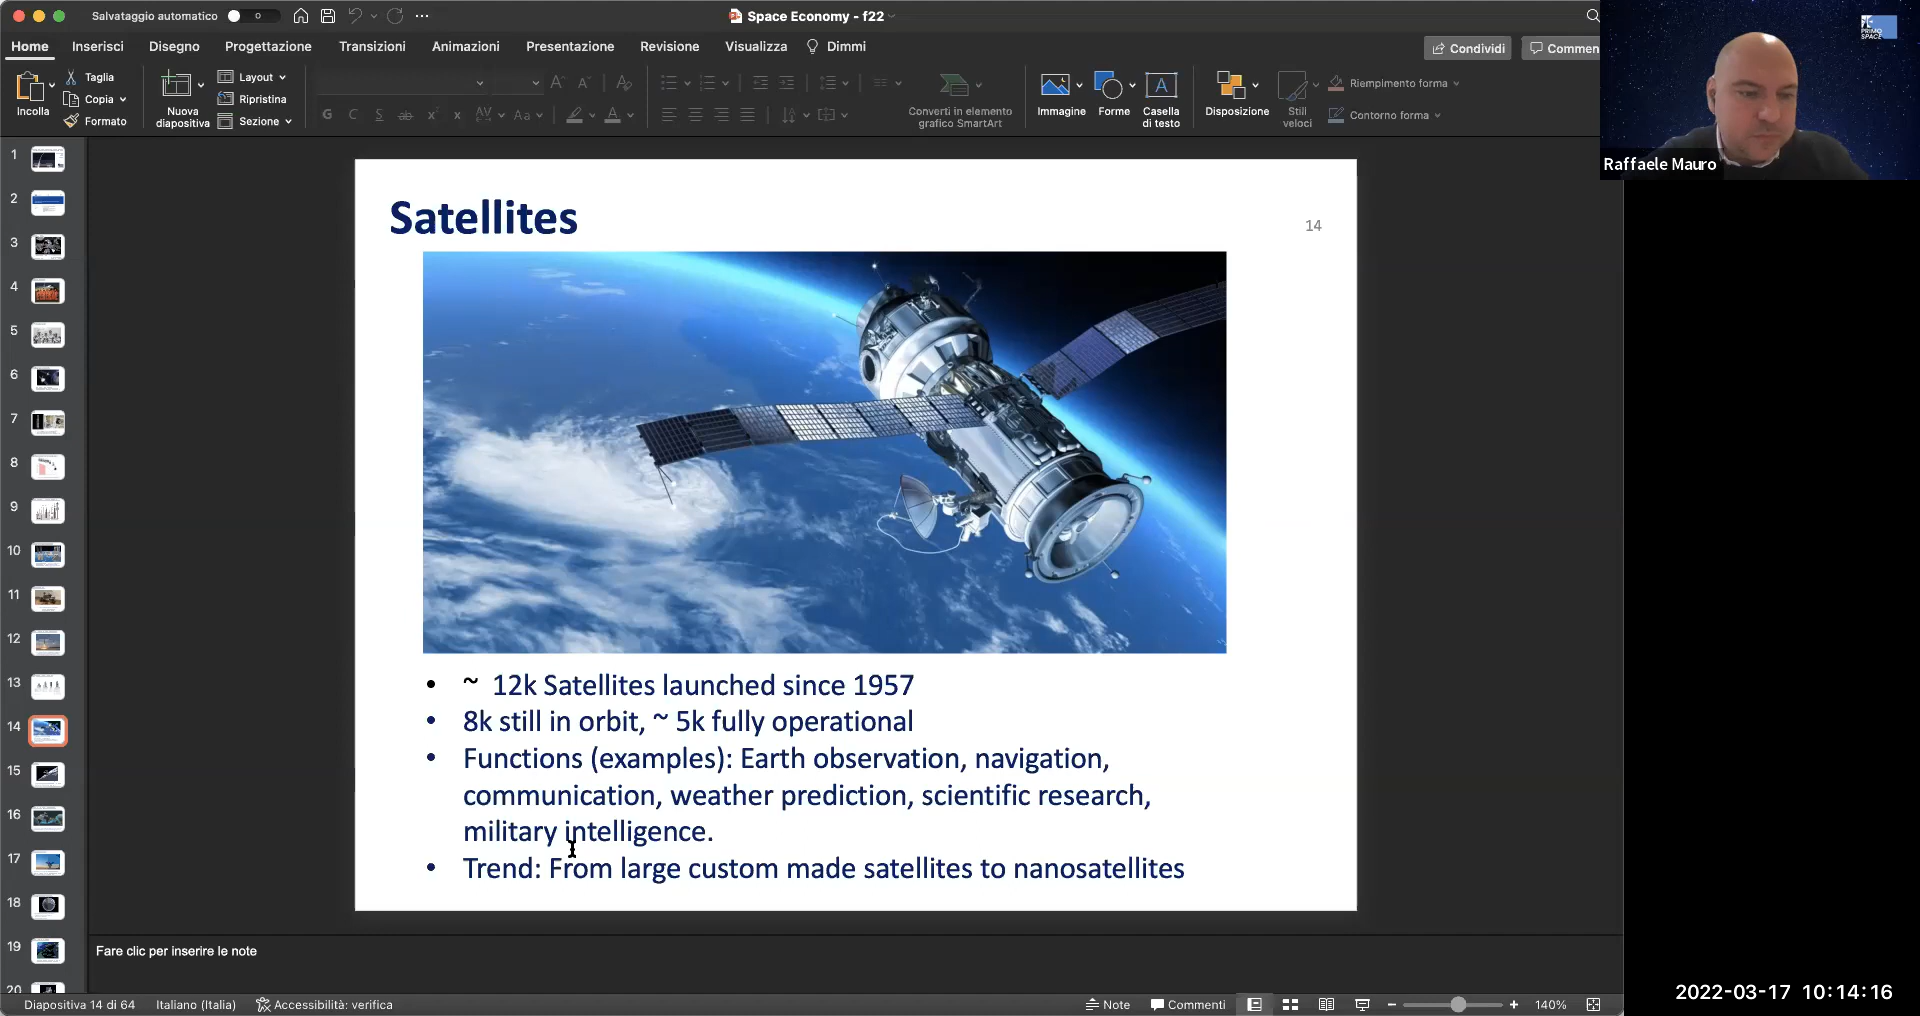 Salvataggio automatico
Space Economy - f22
Home
Inserisci
Disegno
Progettazione
Transizioni
Animazioni
Presentazione
Revisione
Visualizza
Dimmi
Condividi
Commen
Incolla
Taglia
Copia
Formato
Nuova
diapositiva
Layout
Ripristina
Sezione
G
C
S
ab
x
x
AV
Aa
A
A
A
Converti in elemento
grafico SmartArt
Immagine
Forme
A
Casella
di testo
Disposizione
Stili
veloci
Riempimento forma
Contorno forma
PRIMO
SPACE
Raffaele Mauro
1
2
3
4
5
6
7
8
9
10
11
12
13
14
15
16
17
18
19
20
Satellites
14
• ~ 12k Satellites launched since 1957
• 8k still in orbit, ~ 5k fully operational
• Functions (examples): Earth observation, navigation,
communication, weather prediction, scientific research,
military intelligence.
• Trend: From large custom made satellites to nanosatellites
Fare clic per inserire le note
Diapositiva 14 di 64
Italiano (Italia)
Accessibilità: verifica
Note
Commenti
140%
2022-03-17 10:14:16